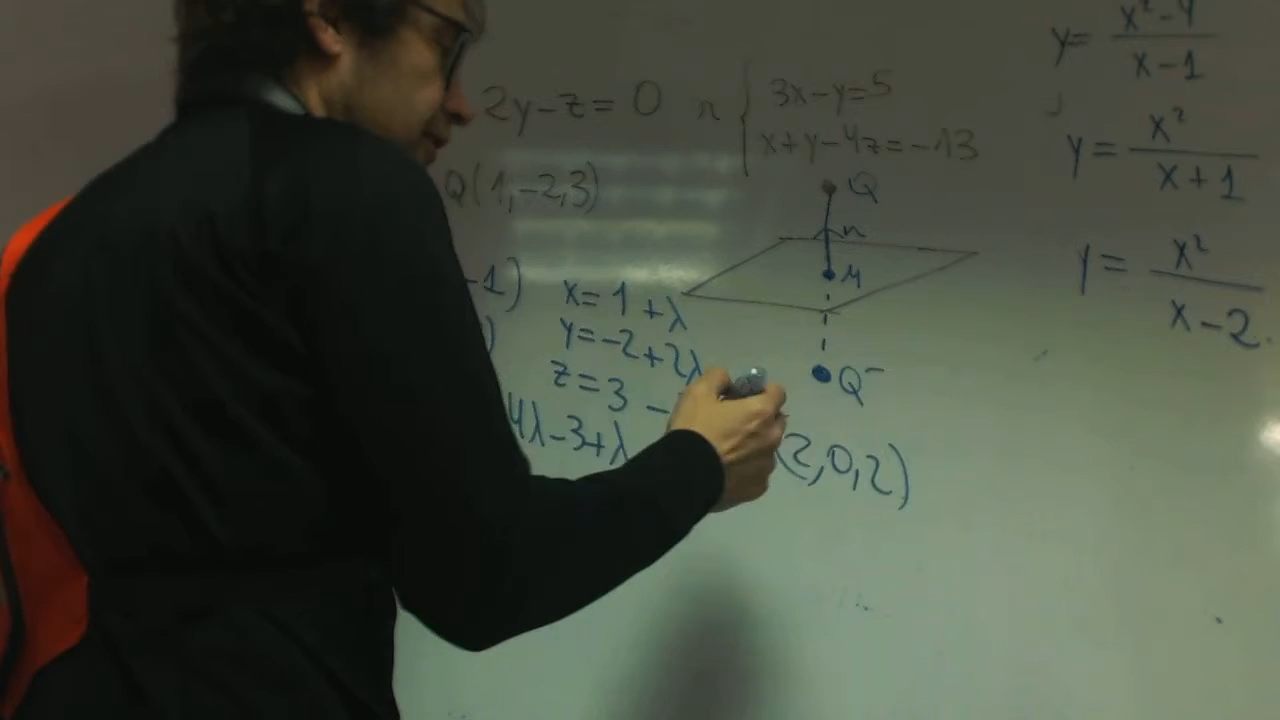 2y-z=0 r { 3x-y=5
x+y-4z=-13
Q(1,-2,3)
Q
π
M
Q-
-1)
)
x=1+λ
y=-2+2λ
z=3 -
4λ-3+λ
(2,0,2)
y= x²-4 / x-1
y= x² / x+1
y= x² / x-2